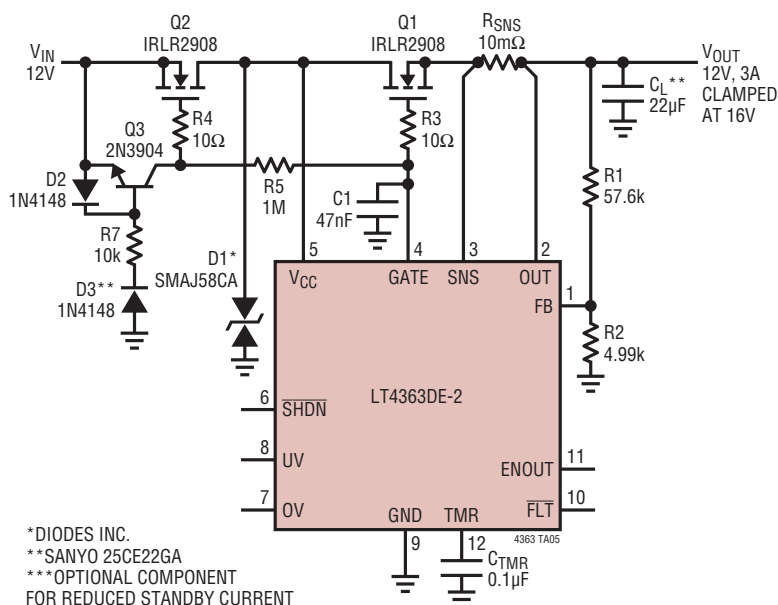 Q2
IRLR2908
Q1
IRLR2908
RSNS
10mΩ
VIN
12V
VOUT
12V, 3A
CLAMPED
AT 16V
CL**
22µF
R4
10Ω
R3
10Ω
Q3
2N3904
D2
1N4148
R5
1M
R1
57.6k
C1
47nF
R7
10k
D1*
SMAJ58CA
D3**
1N4148
5
4
3
2
VCC
GATE
SNS
OUT
1
FB
R2
4.99k
LT4363DE-2
6
SHDN
8
UV
7
OV
11
ENOUT
10
FLT
GND
TMR
4363 TA05
9
12
CTMR
0.1µF
*DIODES INC.
**SANYO 25CE22GA
***OPTIONAL COMPONENT
FOR REDUCED STANDBY CURRENT